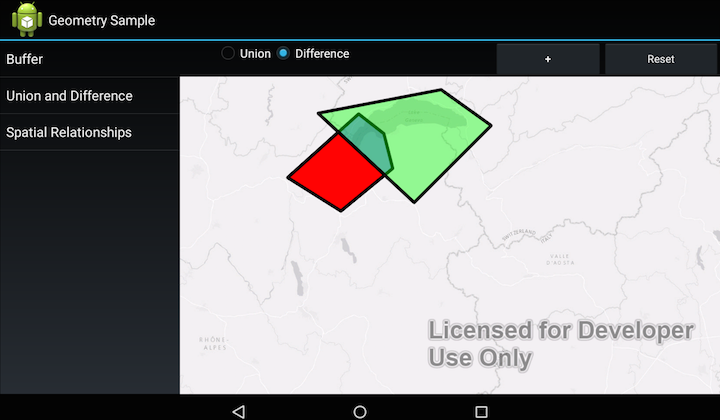 Geometry Sample
Buffer
Union and Difference
Spatial Relationships
Union
Difference
+
Reset
SWITZERLAND
ITALY
VALLE
D'AOSTA
RHÔNE-
ALPES
Licensed for Developer
Use Only